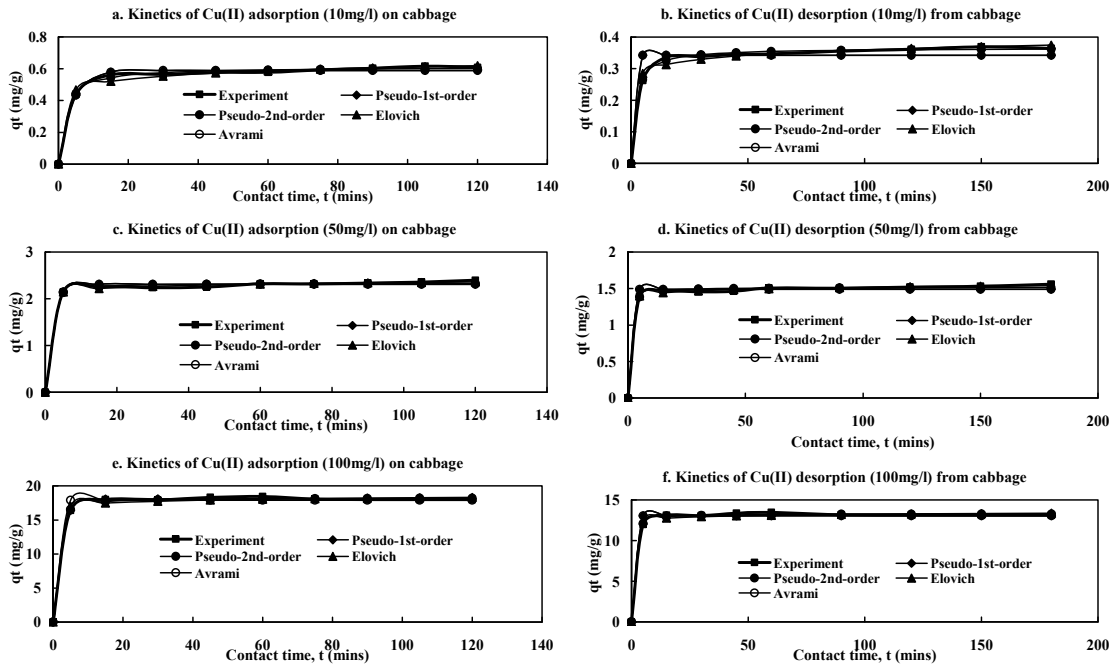 a. Kinetics of Cu(II) adsorption (10mg/l) on cabbage
qt (mg/g)
0.8
0.6
0.4
0.2
0
Experiment Pseudo-1st-order
Pseudo-2nd-order Elovich
Avrami
0 20 40 60 80 100 120 140
Contact time, t (mins)
b. Kinetics of Cu(II) desorption (10mg/l) from cabbage
qt (mg/g)
0.4
0.3
0.2
0.1
0
Experiment Pseudo-1st-order
Pseudo-2nd-order Elovich
Avrami
0 50 100 150 200
Contact time, t (mins)
c. Kinetics of Cu(II) adsorption (50mg/l) on cabbage
qt (mg/g)
3
2
1
0
Experiment Pseudo-1st-order
Pseudo-2nd-order Elovich
Avrami
0 20 40 60 80 100 120 140
Contact time, t (mins)
d. Kinetics of Cu(II) desorption (50mg/l) from cabbage
qt (mg/g)
2
1.5
1
0.5
0
Experiment Pseudo-1st-order
Pseudo-2nd-order Elovich
Avrami
0 50 100 150 200
Contact time, t (mins)
e. Kinetics of Cu(II) adsorption (100mg/l) on cabbage
qt (mg/g)
20
15
10
5
0
Experiment Pseudo-1st-order
Pseudo-2nd-order Elovich
Avrami
0 20 40 60 80 100 120 140
Contact time, t (mins)
f. Kinetics of Cu(II) desorption (100mg/l) from cabbage
qt (mg/g)
15
10
5
0
Experiment Pseudo-1st-order
Pseudo-2nd-order Elovich
Avrami
0 50 100 150 200
Contact time, t (mins)